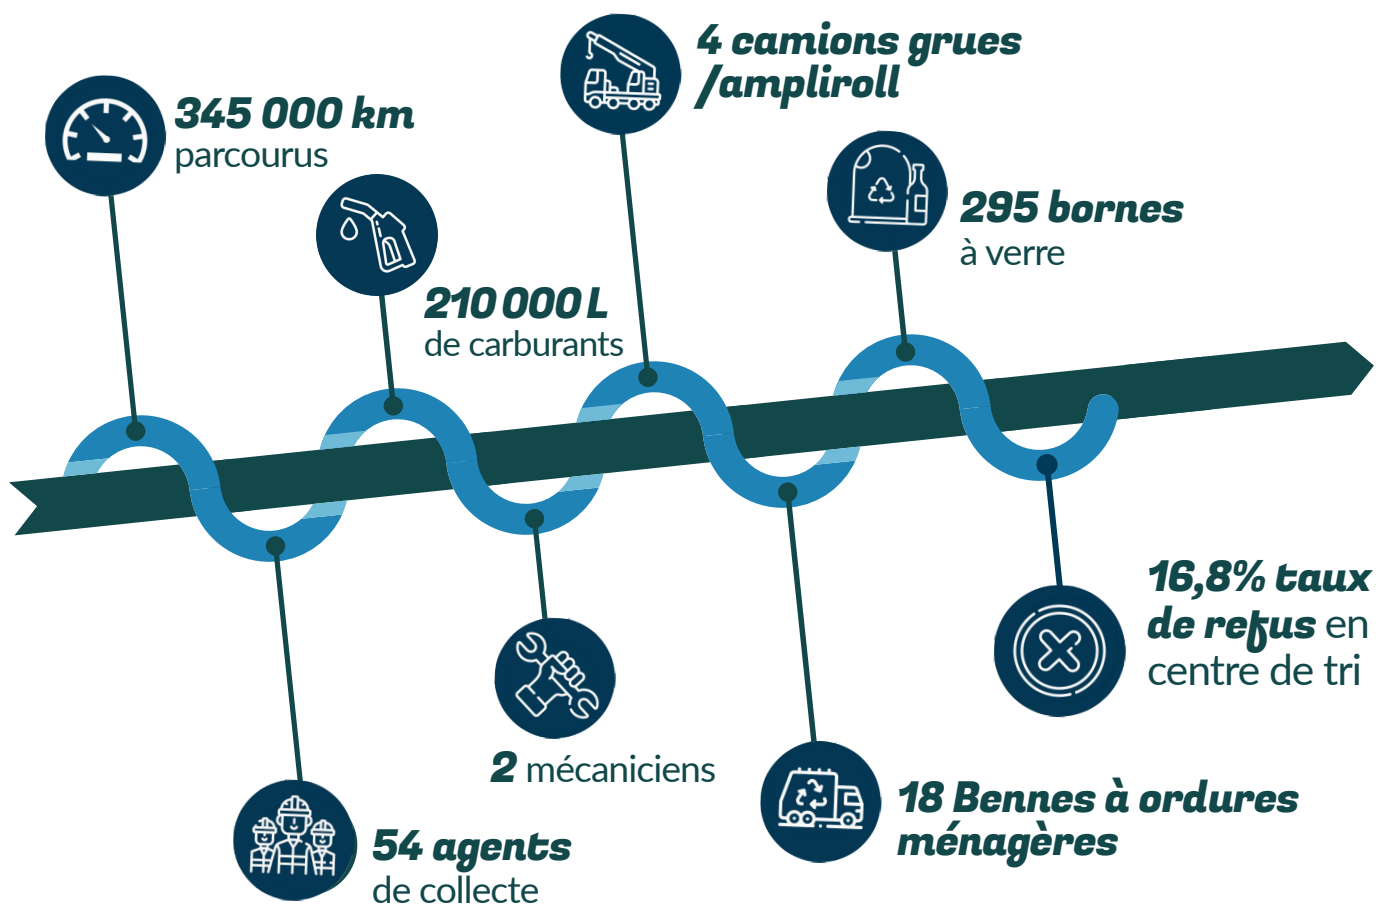 345 000 km
parcourus
54 agents
de collecte
210 000 L
de carburants
2 mécaniciens
4 camions grues
/ampliroll
18 Bennes à ordures
ménagères
295 bornes
à verre
16,8% taux
de refus en
centre de tri